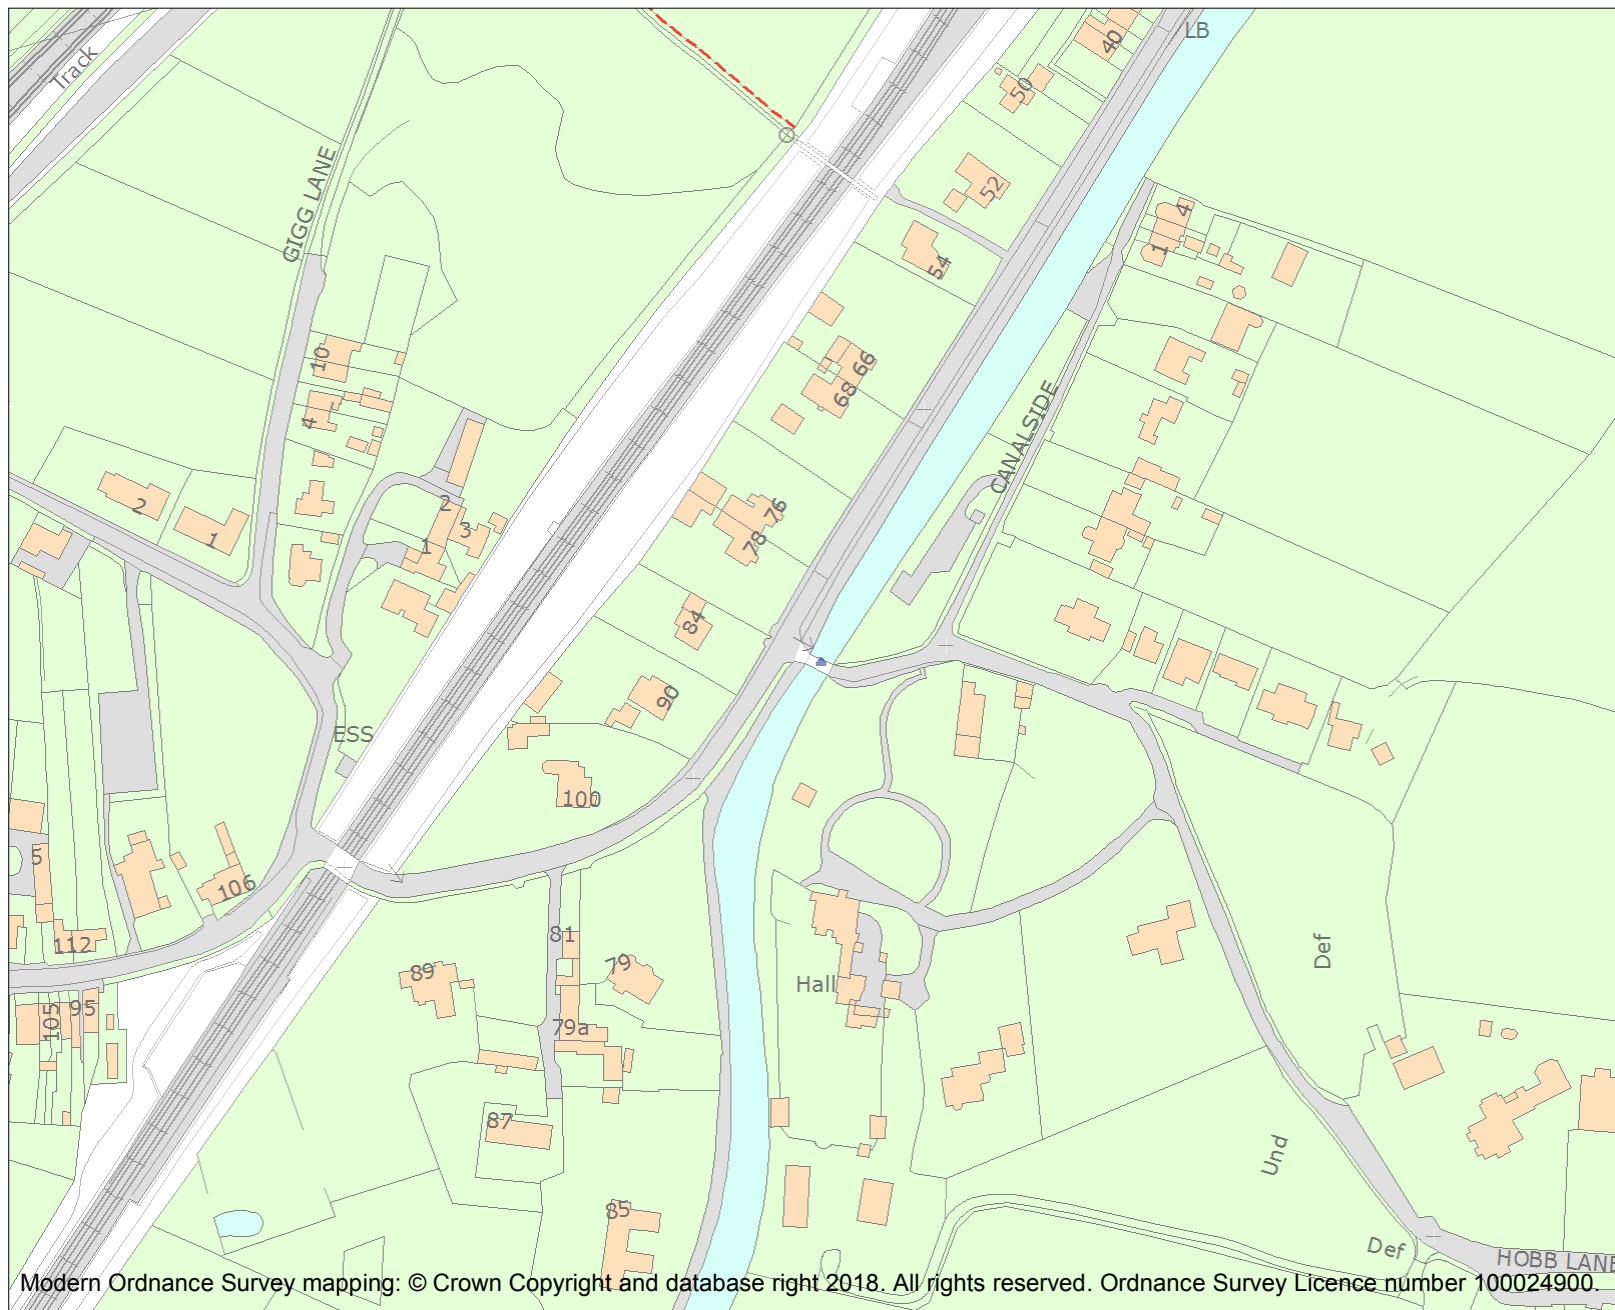 LB
40
Track
50
GIGG LANE
52
4
1
54
10
66
68
4
CANALSIDE
2
1
2
3
1
76
78
84
90
ESS
100
5
106
112
81
89
79
Def
Hall
95
105
79a
87
Und
85
Def
HOBB LANE
Modern Ordnance Survey mapping: © Crown Copyright and database right 2018. All rights reserved. Ordnance Survey Licence number 100024900.